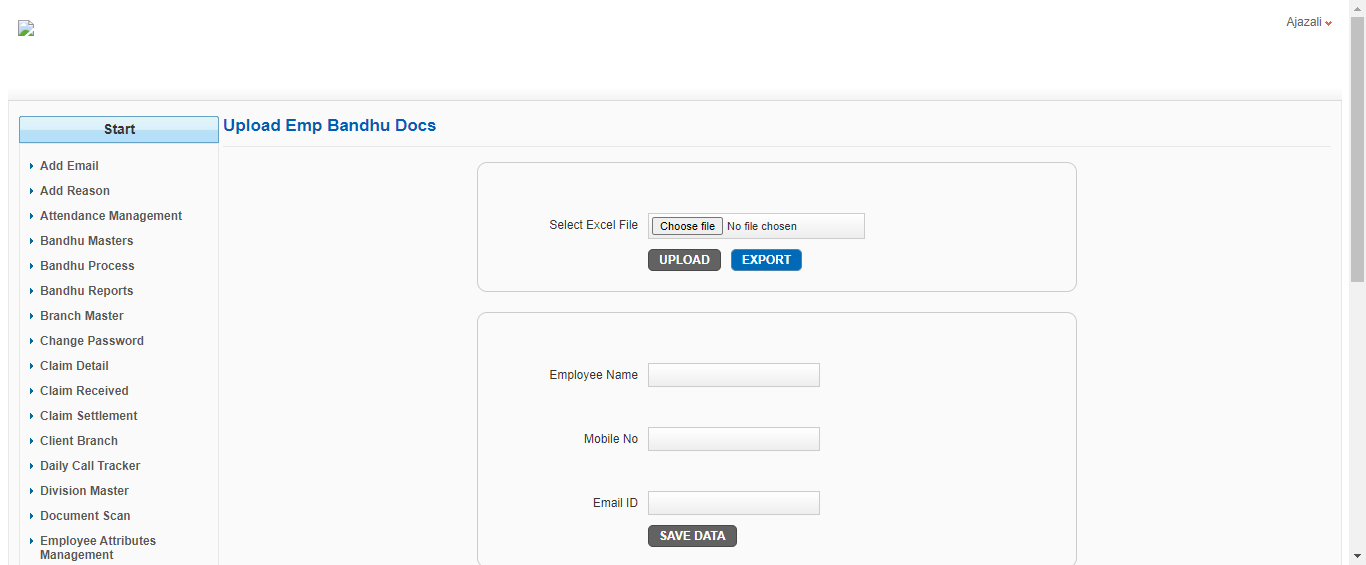 Ajazali
Start
Upload Emp Bandhu Docs
Add Email
Add Reason
Attendance Management
Bandhu Masters
Bandhu Process
Bandhu Reports
Branch Master
Change Password
Claim Detail
Claim Received
Claim Settlement
Client Branch
Daily Call Tracker
Division Master
Document Scan
Employee Attributes
Management
Select Excel File Choose file No file chosen
UPLOAD EXPORT
Employee Name
Mobile No
Email ID
SAVE DATA